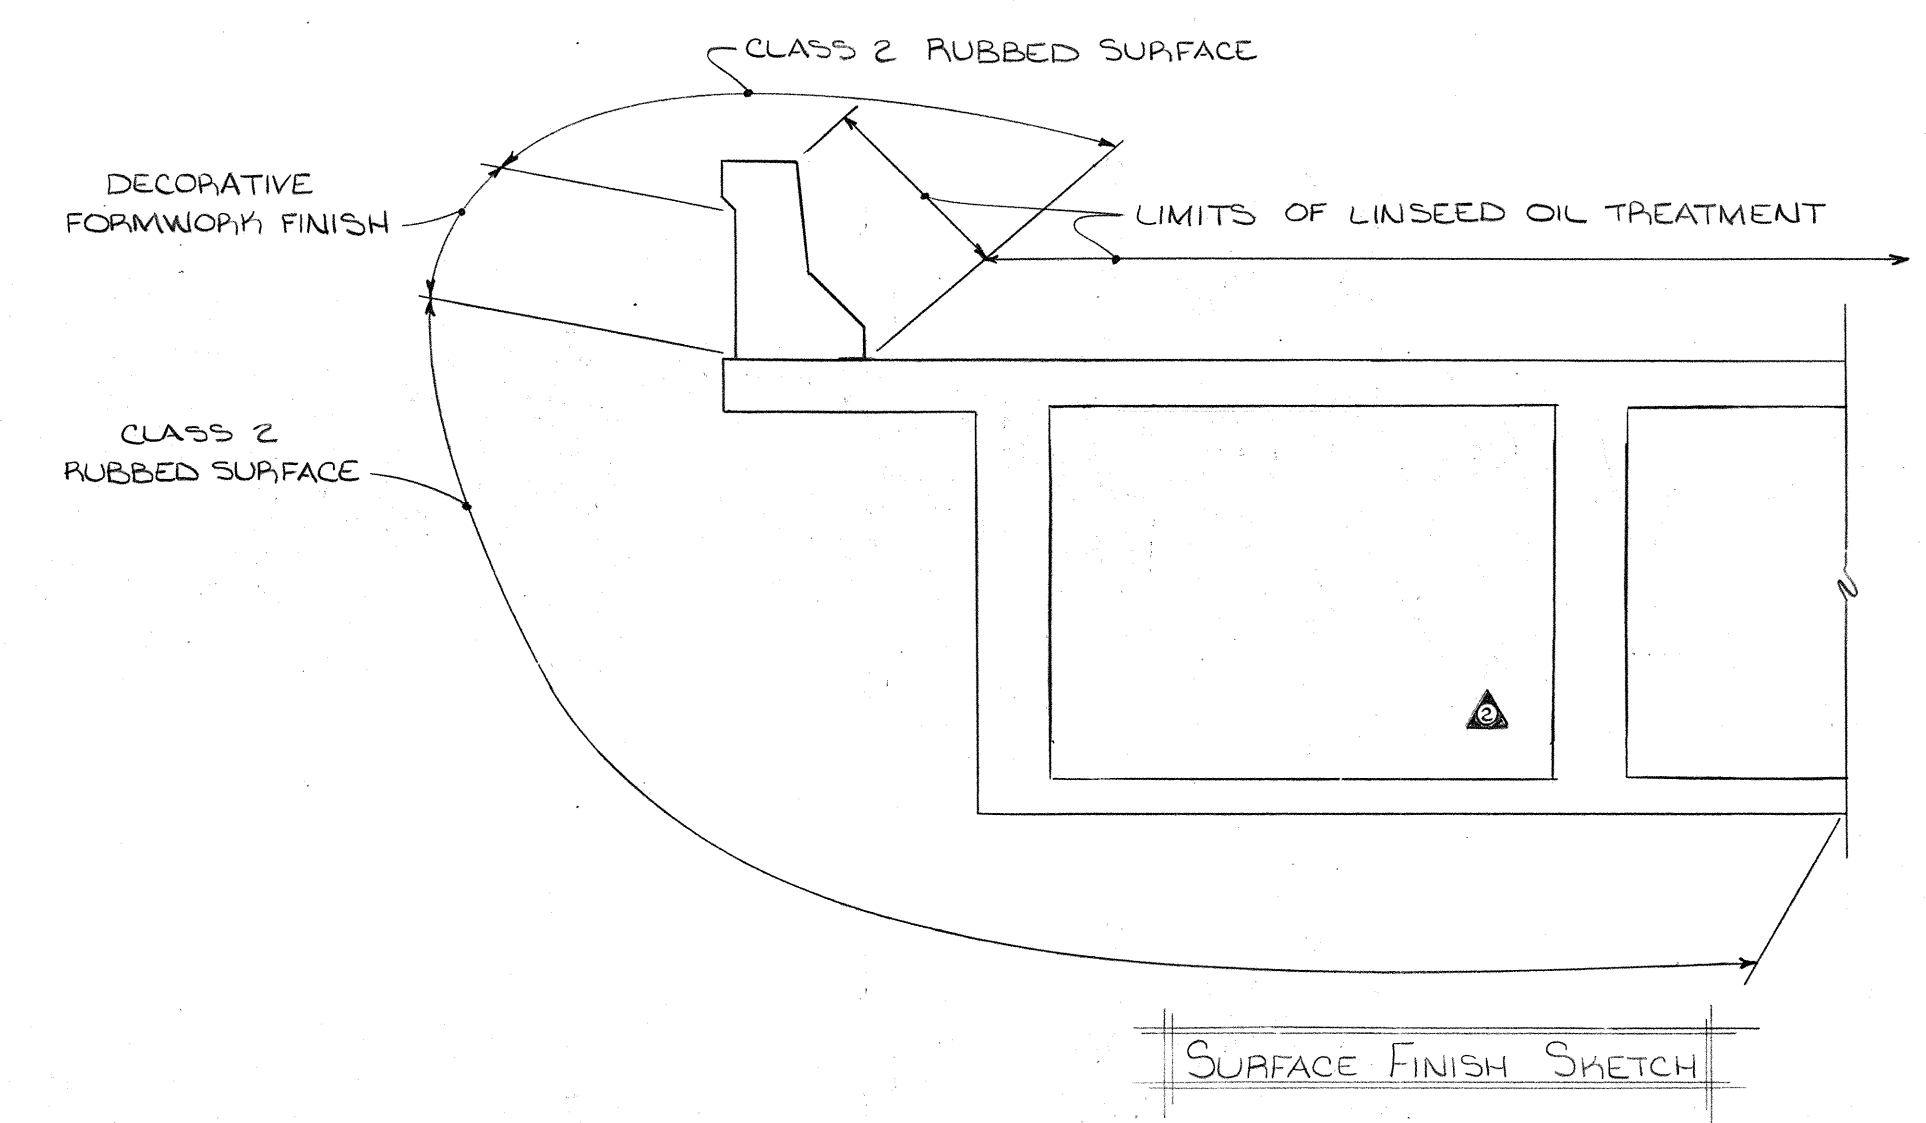 CLASS 2 RUBBED SURFACE
DECORATIVE
FORMWORK FINISH
LIMITS OF LINSEED OIL TREATMENT
CLASS 2
RUBBED SURFACE
2
SURFACE FINISH SKETCH